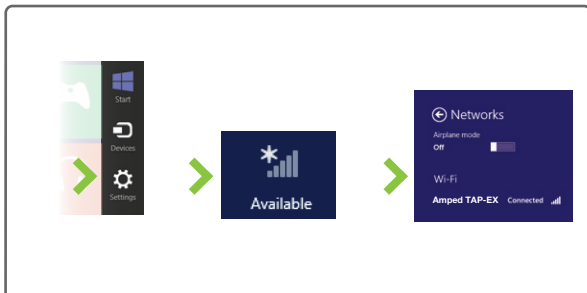 Start
Devices
Settings
Available
Networks
Airplane mode
Off
Wi-Fi
Amped TAP-EX Connected